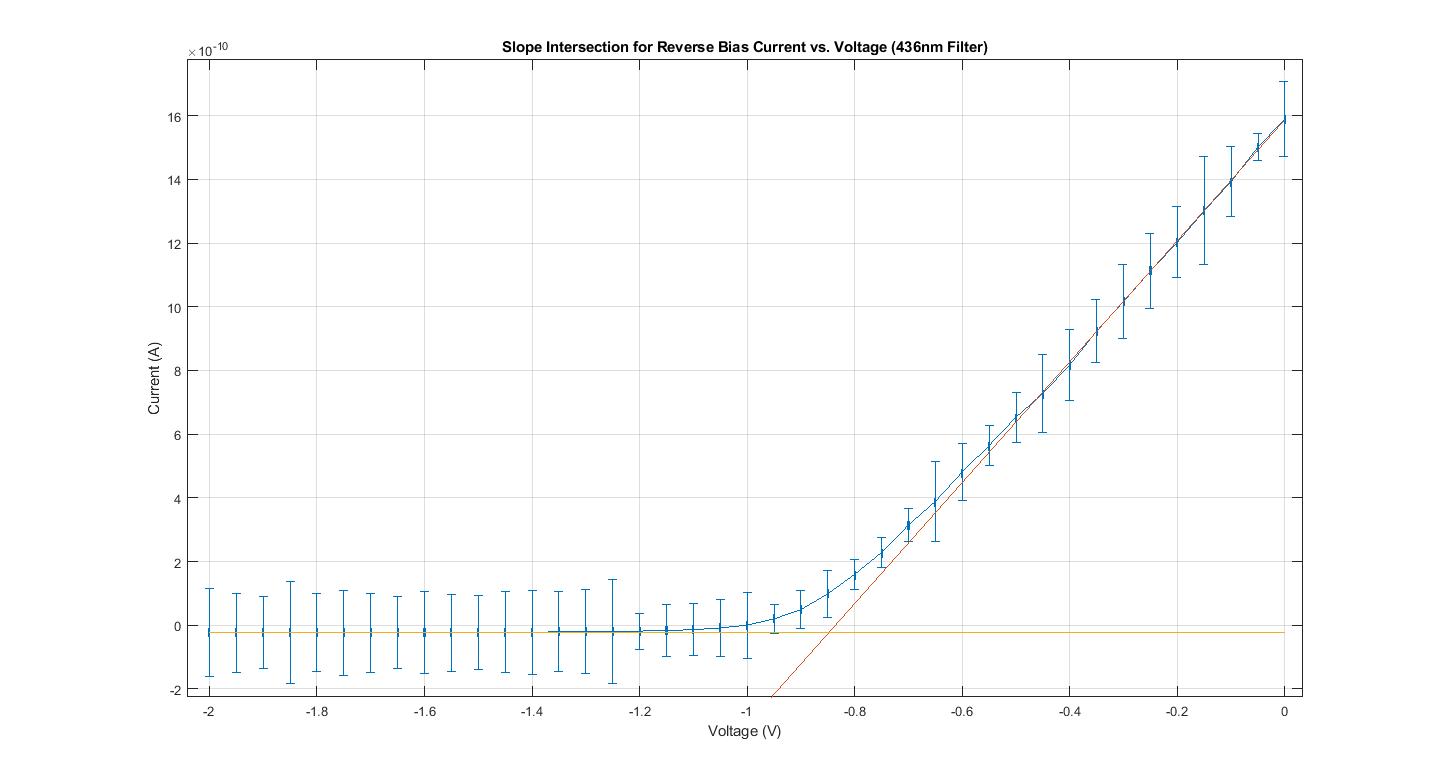 Slope Intersection for Reverse Bias Current vs. Voltage (436nm Filter)
×10^-10
16
14
12
10
8
6
4
2
0
-2
Current (A)
-2 -1.8 -1.6 -1.4 -1.2 -1 -0.8 -0.6 -0.4 -0.2 0
Voltage (V)